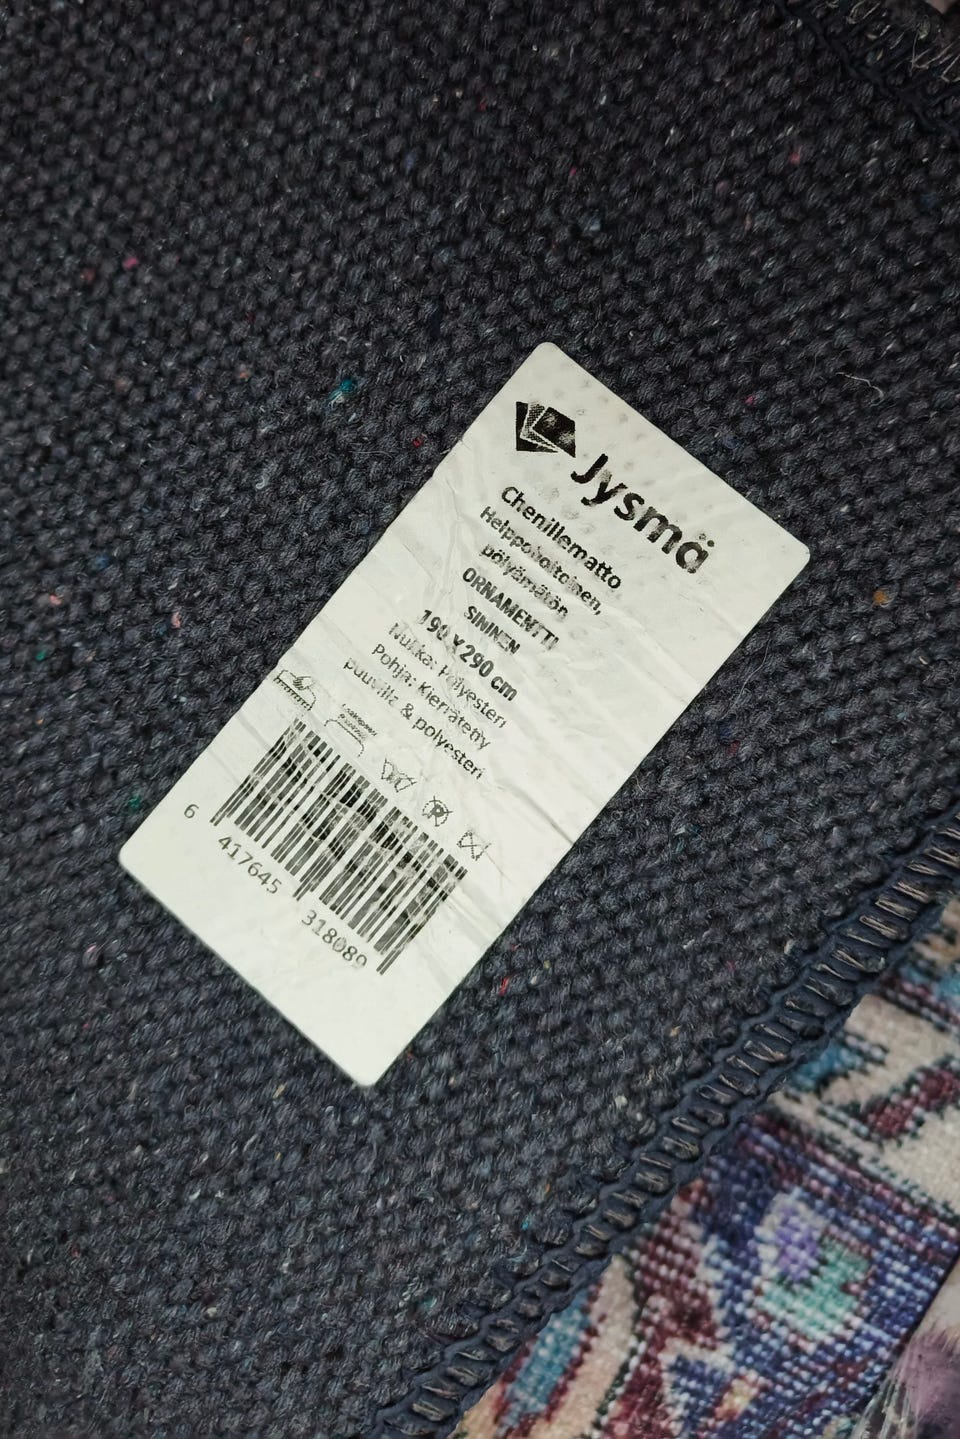 Jysmä
Chenillematto
Helppohoitoinen,
pölyämätön
ORNAMENTTI
SININEN
190 x 290 cm
Nukka: Polyesteri
Pohja: Kierrätetty
puuvilla & polyesteri
6 417645 318089